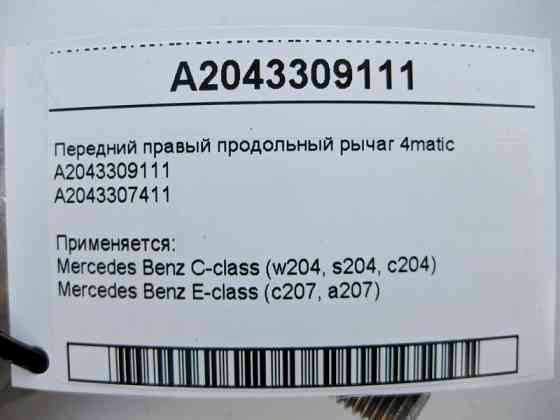 A2043309111
Передний правый продольный рычаг 4matic
A2043309111
A2043307411
Применяется:
Mercedes Benz C-class (w204, s204, c204)
Mercedes Benz E-class (c207, a207)